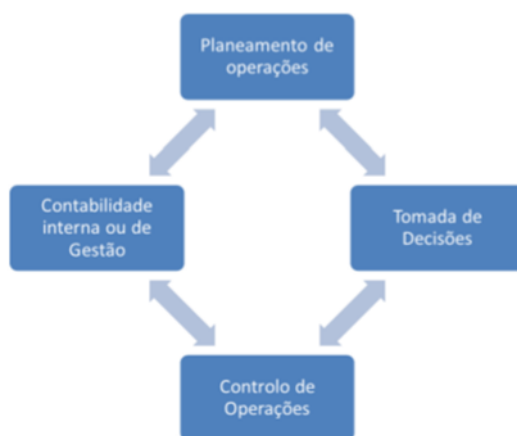 Planeamento de
operações
Contabilidade
interna ou de
Gestão
Tomada de
Decisões
Controlo de
Operações